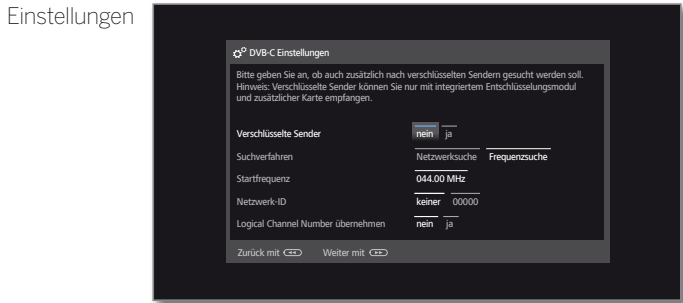 Einstellungen
DVB-C Einstellungen
Bitte geben Sie an, ob auch zusätzlich nach verschlüsselten Sendern gesucht werden soll.
Hinweis: Verschlüsselte Sender können Sie nur mit integriertem Entschlüsselungsmodul
und zusätzlicher Karte empfangen.
Verschlüsselte Sender nein ja
Suchverfahren Netzwerksuche Frequenzsuche
Startfrequenz 044.00 MHz
Netzwerk-ID keiner 00000
Logical Channel Number übernehmen nein ja
Zurück mit Weiter mit